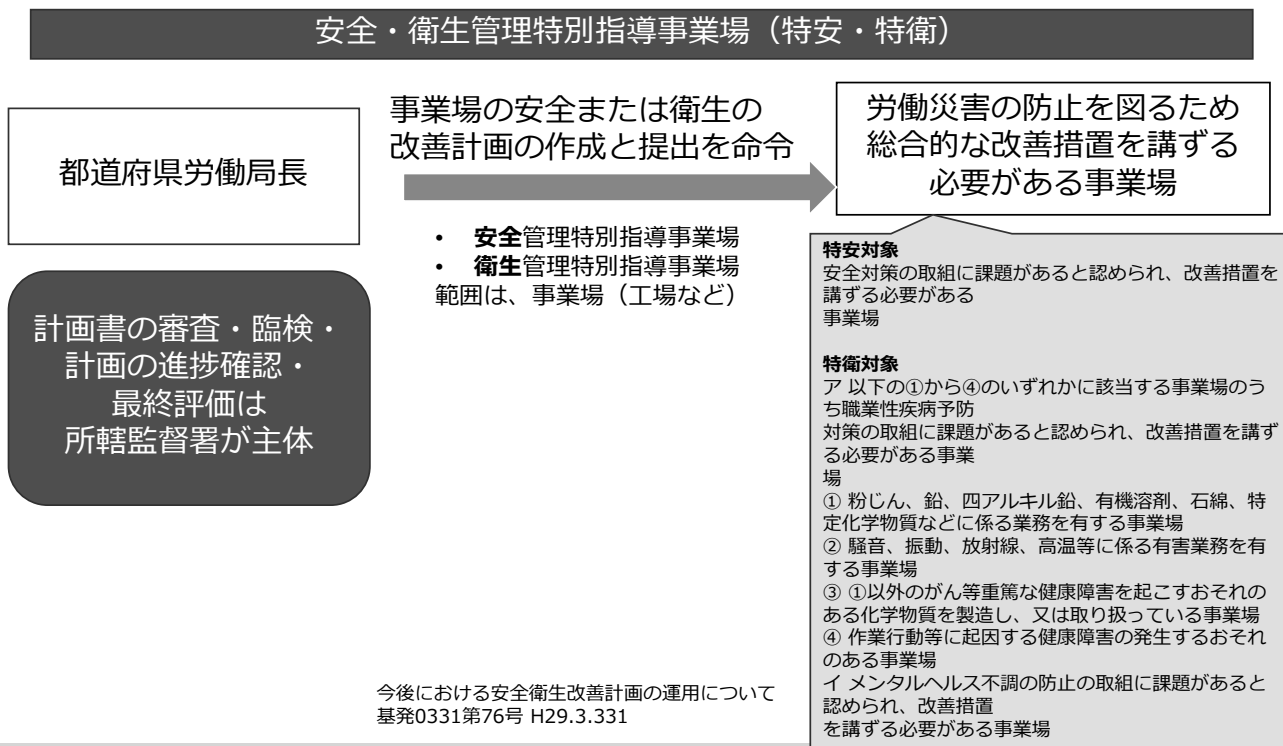 安全・衛生管理特別指導事業場（特安・特衛）
都道府県労働局長
事業場の安全または衛生の
改善計画の作成と提出を命令
労働災害の防止を図るため
総合的な改善措置を講ずる
必要がある事業場
• 安全管理特別指導事業場
• 衛生管理特別指導事業場
範囲は、事業場（工場など）
計画書の審査・臨検・
計画の進捗確認・
最終評価は
所轄監督署が主体
特安対象
安全対策の取組に課題があると認められ、改善措置を
講ずる必要がある
事業場
特衛対象
ア 以下の①から④のいずれかに該当する事業場のう
ち職業性疾病予防
対策の取組に課題があると認められ、改善措置を講ず
る必要がある事業
場
① 粉じん、鉛、四アルキル鉛、有機溶剤、石綿、特
定化学物質などに係る業務を有する事業場
② 騒音、振動、放射線、高温等に係る有害業務を有
する事業場
③ ①以外のがん等重篤な健康障害を起こすおそれの
ある化学物質を製造し、又は取り扱っている事業場
④ 作業行動等に起因する健康障害の発生するおそれ
のある事業場
イ メンタルヘルス不調の防止の取組に課題があると
認められ、改善措置
を講ずる必要がある事業場
今後における安全衛生改善計画の運用について
基発0331第76号 H29.3.331